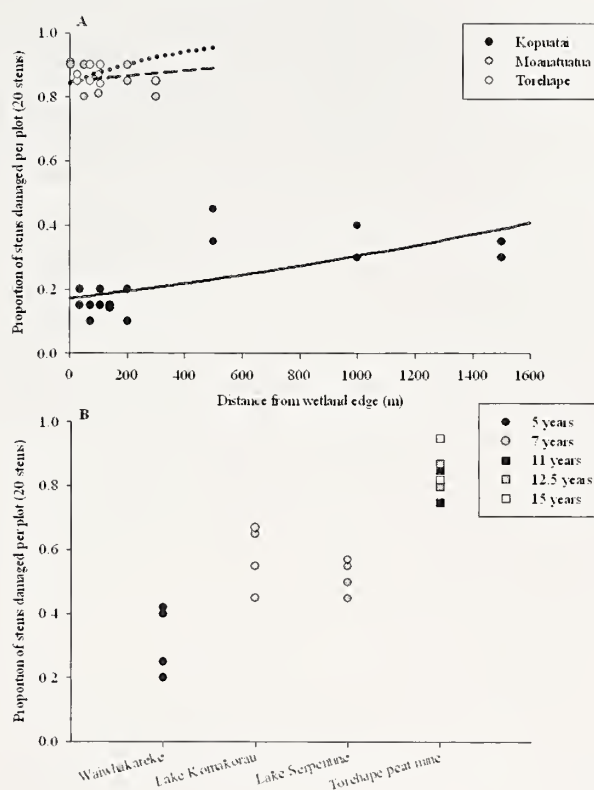 A
Kopuatai
Moanatuatua
Torehape
Proportion of stems damaged per plot (20 stems)
1.0
0.8
0.6
0.4
0.2
0.0
0
200
400
600
800
1000
1200
1400
1600
Distance from wetland edge (m)
B
5 years
7 years
11 years
12.5 years
15 years
Proportion of stems damaged per plot (20 stems)
1.0
0.8
0.6
0.4
0.2
0.0
Waiwhakareke
Lake Komakorau
Lake Serpentine
Torehape peat mine